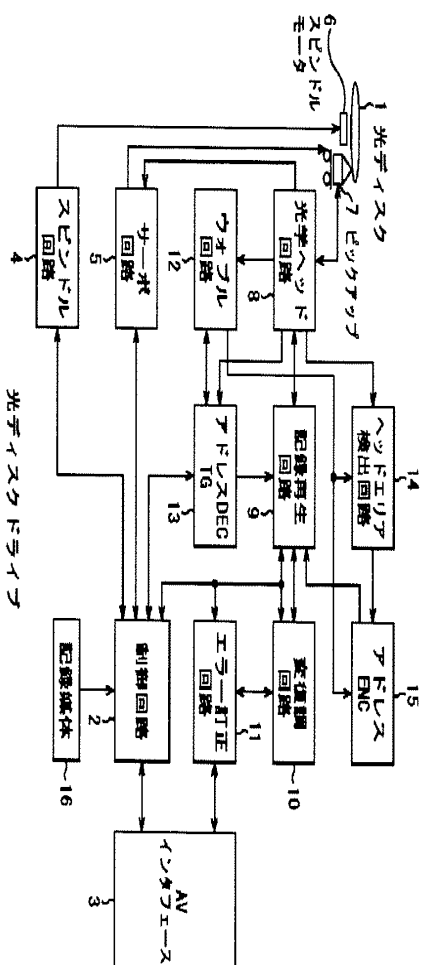 1 光ディスク
6
スピンドル
モータ
7 ピックアップ
スピンドル
回路
4
サーボ
回路
5
ウォブル
回路
12
光学ヘッド
回路
8
アドレスDEC
TG
13
記録再生
回路
9
ヘッドエリア
検出回路
14
アドレス
ENC
15
変復調
回路
10
エラー訂正
回路
11
制御回路
2
記録媒体
16
AV
インタフェース
3
光ディスクドライブ